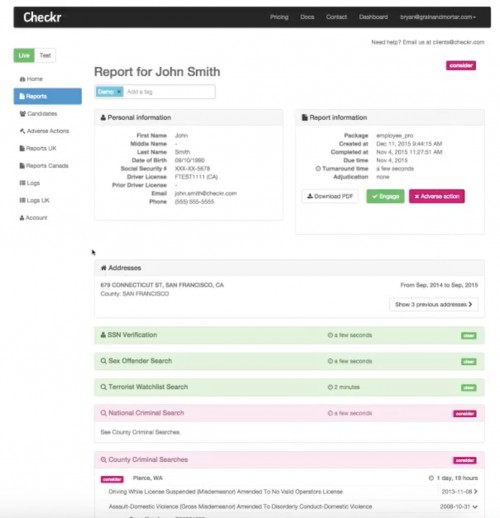 Checkr
Pricing Docs Contact Dashboard bryan@grainandmortar.com
Need help? Email us at clients@checkr.com
Live Test
Home
Reports
Candidates
Adverse Actions
Reports UK
Reports Canada
Logs
Logs UK
Account
Report for John Smith
consider
Demo × Add a tag
Personal information
First Name John
Middle Name -
Last Name Smith
Date of Birth 09/10/1980
Social Security # XXX-XX-5678
Driver License FTEST1111 (CA)
Prior Driver License -
Email john.smith@checkr.com
Phone (555) 555-5555
Report information
Package employee_pro
Created at Dec 11, 2015 9:44:15 AM
Completed at Nov 4, 2015 11:27:51 AM
Due time Nov 4, 2015
Turnaround time a few seconds
Adjudication none
Download PDF Engage Adverse action
Addresses
679 CONNECTICUT ST, SAN FRANCISCO, CA From Sep, 2014 to Sep, 2015
County: SAN FRANCISCO
Show 3 previous addresses
SSN Verification a few seconds clear
Sex Offender Search a few seconds clear
Terrorist Watchlist Search 2 minutes clear
National Criminal Search a few seconds consider
See County Criminal Searches.
County Criminal Searches consider
consider Pierce, WA 1 day, 19 hours
Driving While License Suspended (Misdemeanor) Amended To No Valid Operators License 2013-11-08
Assault-Domestic Violence (Gross Misdemeanor) Amended To Disorderly Conduct-Domestic Violence 2008-10-31